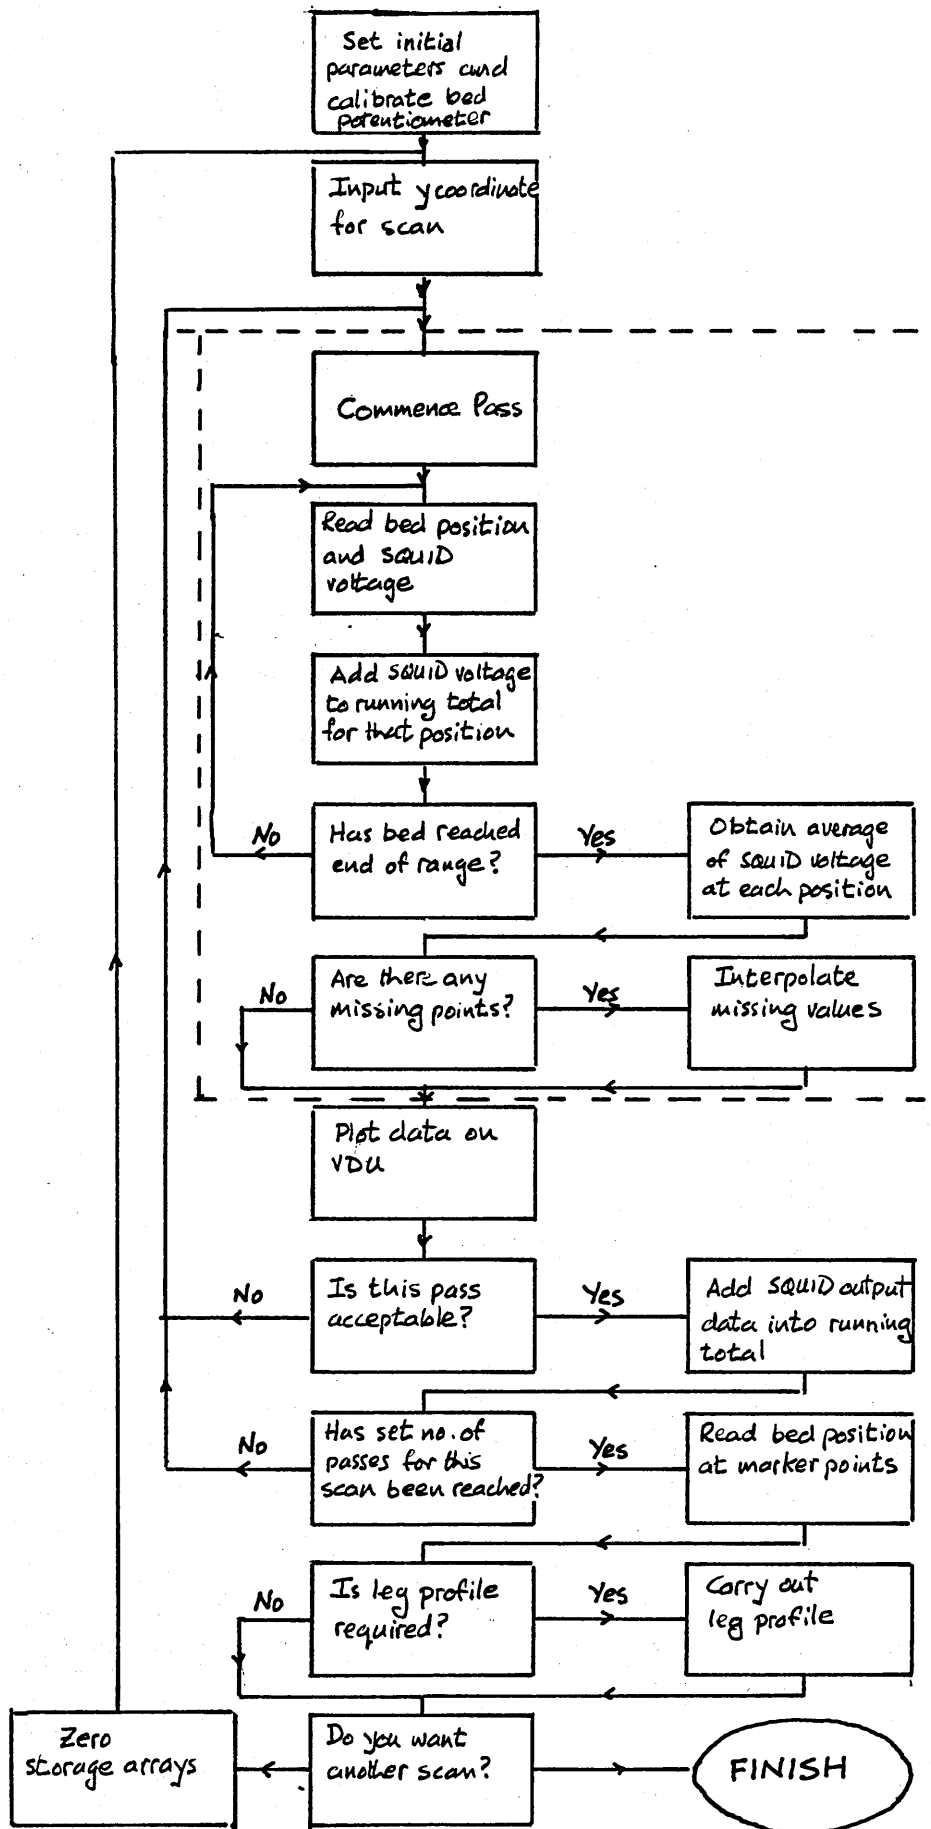 Set initial
parameters and
calibrate bed
potentiometer
Input y coordinate
for scan
Commence Pass
Read bed position
and SQUID
voltage
Add SQUID voltage
to running total
for that position
Has bed reached
end of range?
No
Yes
Obtain average
of SQUID voltage
at each position
Are there any
missing points?
No
Yes
Interpolate
missing values
Plot data on
VDU
Is this pass
acceptable?
No
Yes
Add SQUID output
data into running
total
Has set no. of
passes for this
scan been reached?
No
Yes
Read bed position
at marker points
Is leg profile
required?
No
Yes
Carry out
leg profile
Zero
storage arrays
Do you want
another scan?
FINISH